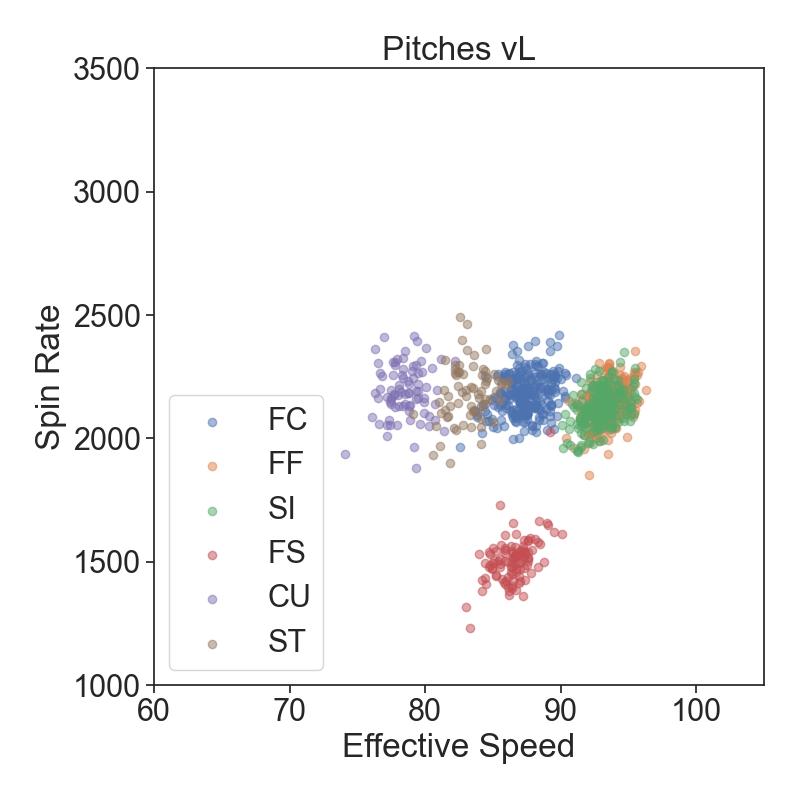 Pitches vL
3500
3000
2500
2000
1500
1000
Spin Rate
FC
FF
SI
FS
CU
ST
60 70 80 90 100
Effective Speed